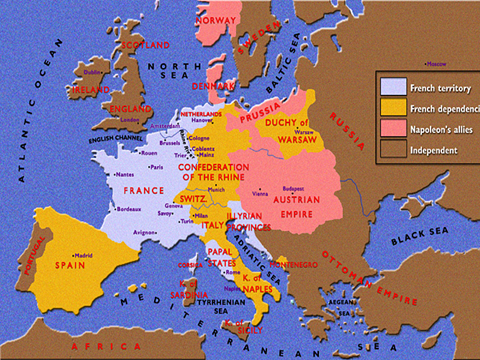 NORWAY
SWEDEN
SCOTLAND
NORTH
SEA
BALTIC SEA
Moscow
ATLANTIC OCEAN
Dublin
IRELAND
ENGLAND
London
DENMARK
PRUSSIA
RUSSIA
French territory
French dependenci
Napoleon's allies
Independent
NETHERLANDS
Hanover
Amsterdam
ENGLISH CHANNEL
Brussels
Cologne
Coblentz
Trier
Mainz
DUCHY of
WARSAW
Warsaw
Rouen
Paris
Nantes
CONFEDERATION
OF THE RHINE
Munich
Vienna
Budapest
AUSTRIAN
EMPIRE
FRANCE
SWITZ.
Geneva
Savoy
Milan
Turin
ITALY
ILLYRIAN
PROVINCES
Bordeaux
Avignon
PAPAL
STATES
ADRIATIC SEA
BLACK SEA
PORTUGAL
Madrid
SPAIN
CORSICA
Rome
MONTENEGRO
K. of
NAPLES
Naples
OTTOMAN EMPIRE
K. of
SARDINIA
TYRRHENIAN
SEA
AEGEAN
SEA
K. of
SICILY
MEDITERRANEAN SEA
AFRICA